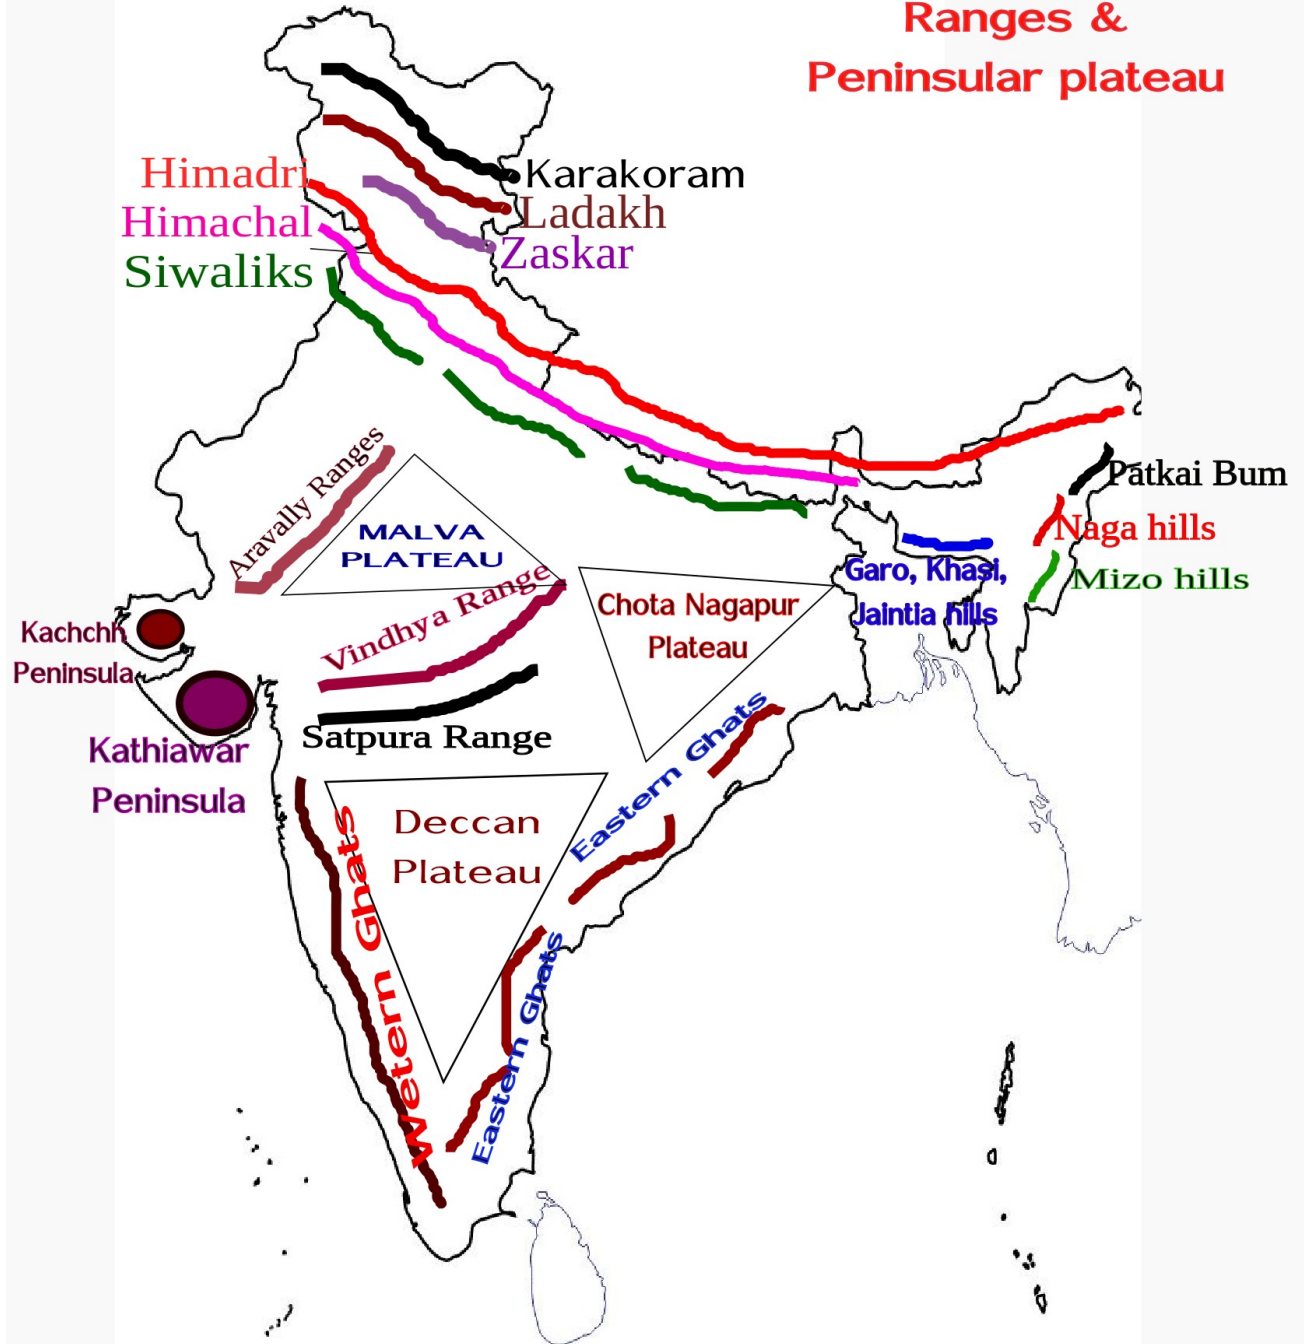 Ranges &
Peninsular plateau
Karakoram
Himadri
Ladakh
Himachal
Zaskar
Siwaliks
Aravally Ranges
Patkai Bum
MALVA
PLATEAU
Naga hills
Garo, Khasi,
Jaintia hills
Mizo hills
Vindhya Range
Chota Nagapur
Plateau
Kachchh
Peninsula
Satpura Range
Kathiawar
Peninsula
Eastern Ghats
Deccan
Plateau
Wetern Ghats
Eastern Ghats